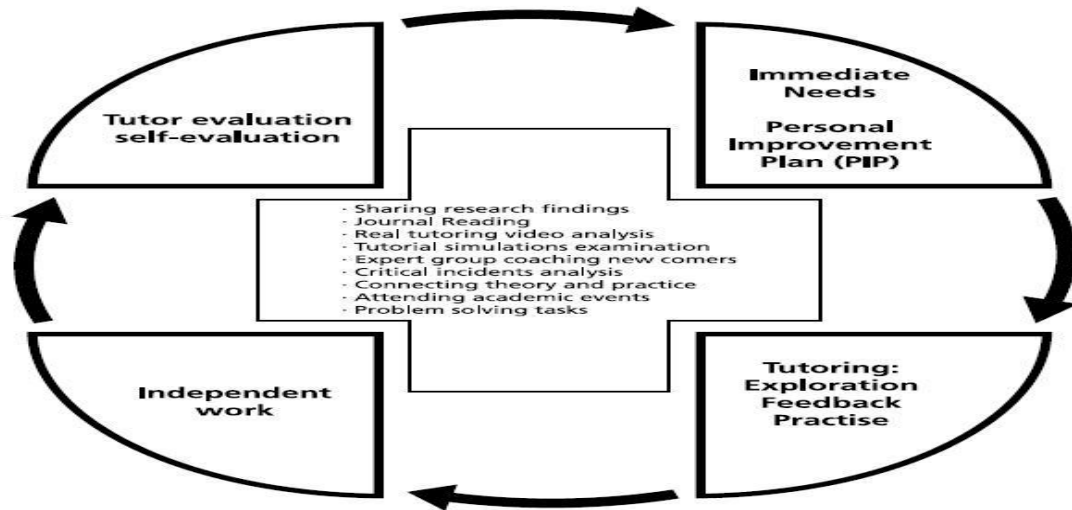 Tutor evaluation
self-evaluation
Immediate
Needs
Personal
Improvement
Plan (PIP)
· Sharing research findings
· Journal Reading
· Real tutoring video analysis
· Tutorial simulations examination
· Expert group coaching new comers
· Critical incidents analysis
· Connecting theory and practice
· Attending academic events
· Problem solving tasks
Independent
work
Tutoring:
Exploration
Feedback
Practise